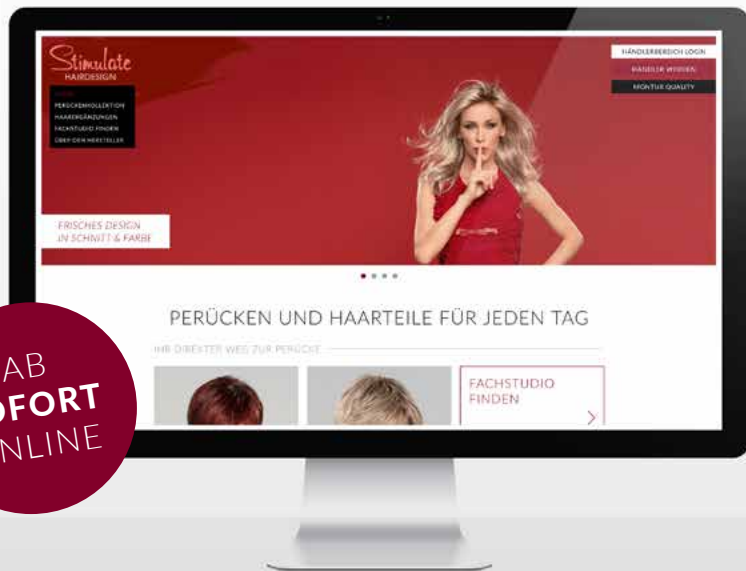 Stimulate
HAIRDESIGN
PERÜCKENKOLLEKTION
HAARERGÄNZUNGEN
FACHSTUDIO FINDEN
ÜBER DEN HERSTELLER
HÄNDLERBEREICH LOGIN
HÄNDLER WERDEN
MONTUR QUALITY
FRISCHES DESIGN
IN SCHNITT & FARBE
PERÜCKEN UND HAARTEILE FÜR JEDEN TAG
IHR DIREKTER WEG ZUR PERÜCKE
FACHSTUDIO
FINDEN
AB
OFORT
NLINE